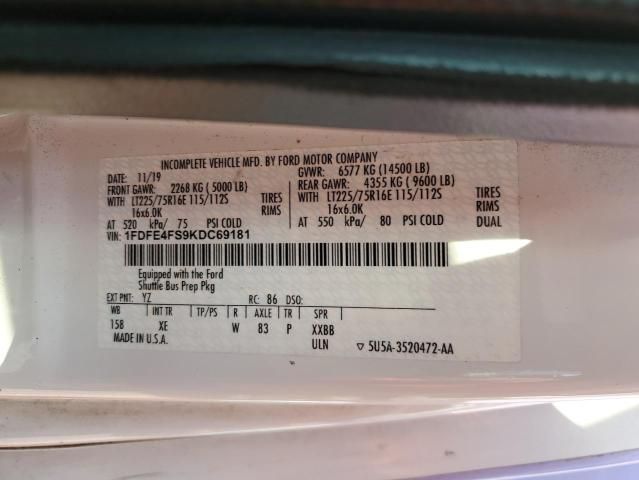 INCOMPLETE VEHICLE MFD. BY FORD MOTOR COMPANY
DATE: 11/19 GVWR: 6577 KG (14500 LB)
FRONT GAWR: 2268 KG ( 5000 LB) REAR GAWR: 4355 KG ( 9600 LB)
WITH LT225/75R16E 115/112S TIRES WITH LT225/75R16E 115/112S TIRES
16x6.0K RIMS 16x6.0K RIMS
AT 520 kPa/ 75 PSI COLD AT 550 kPa/ 80 PSI COLD DUAL
VIN: 1FDFE4FS9KDC69181
Equipped with the Ford
Shuttle Bus Prep Pkg
EXT PNT: YZ RC: 86 DSO:
WB INT TR TP/PS R AXLE TR SPR
158 XE W 83 P XXBB
MADE IN U.S.A. ULN ▽ 5U5A-3520472-AA